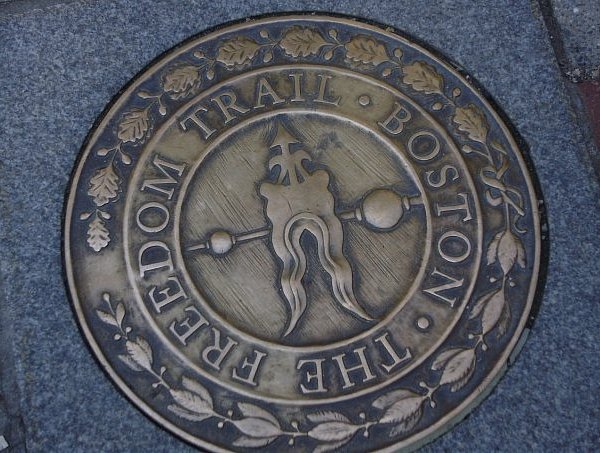 THE FREEDOM TRAIL · BOSTON ·